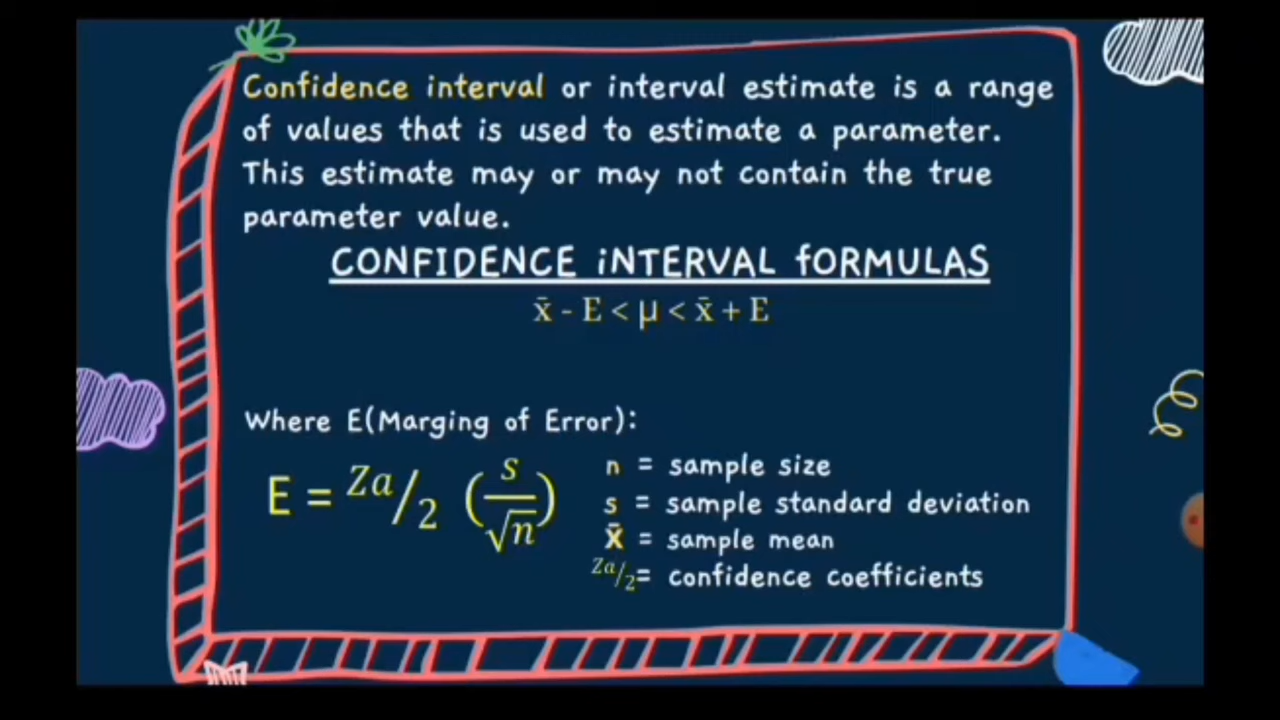 Confidence interval or interval estimate is a range
of values that is used to estimate a parameter.
This estimate may or may not contain the true
parameter value.
CONFIDENCE iNTERVAL fORMULAS
x̄ - E < μ < x̄ + E
Where E(Marging of Error):
E = Za/2 (s/√n)
n = sample size
s = sample standard deviation
x̄ = sample mean
Za/2= confidence coefficients